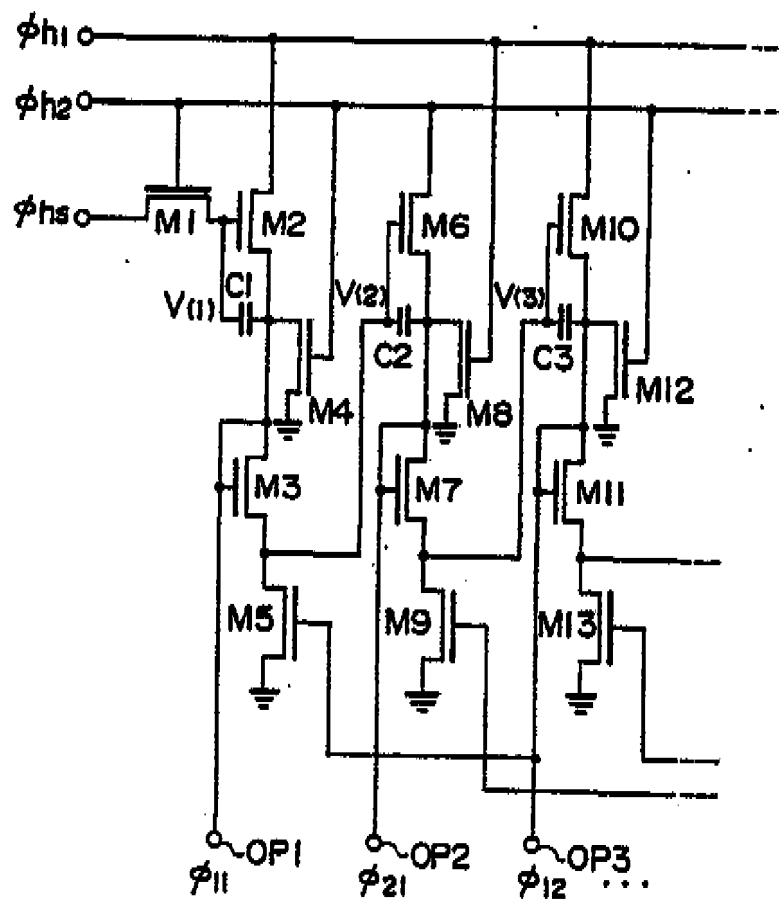 ϕh1
ϕh2
ϕhs
M1
M2
M6
M10
V(1)
C1
V(2)
V(3)
C2
C3
M4
M8
M12
M3
M7
M11
M5
M9
M13
OP1
OP2
OP3
ϕ11
ϕ21
ϕ12 ...